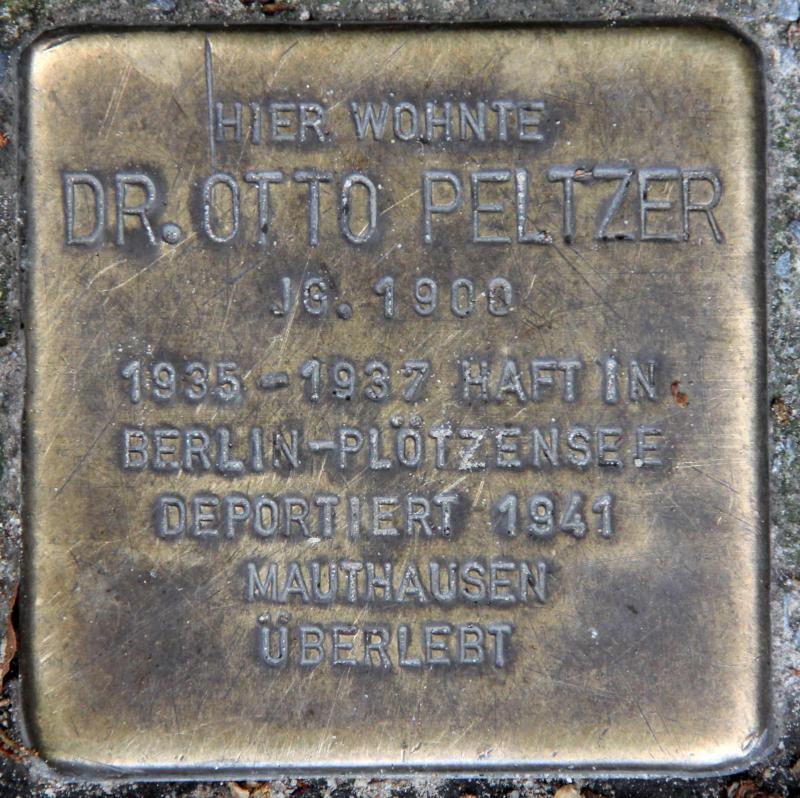 HIER WOHNTE
DR. OTTO PELTZER
JG. 1900
1935-1937 HAFT IN
BERLIN-PLÖTZENSEE
DEPORTIERT 1941
MAUTHAUSEN
ÜBERLEBT